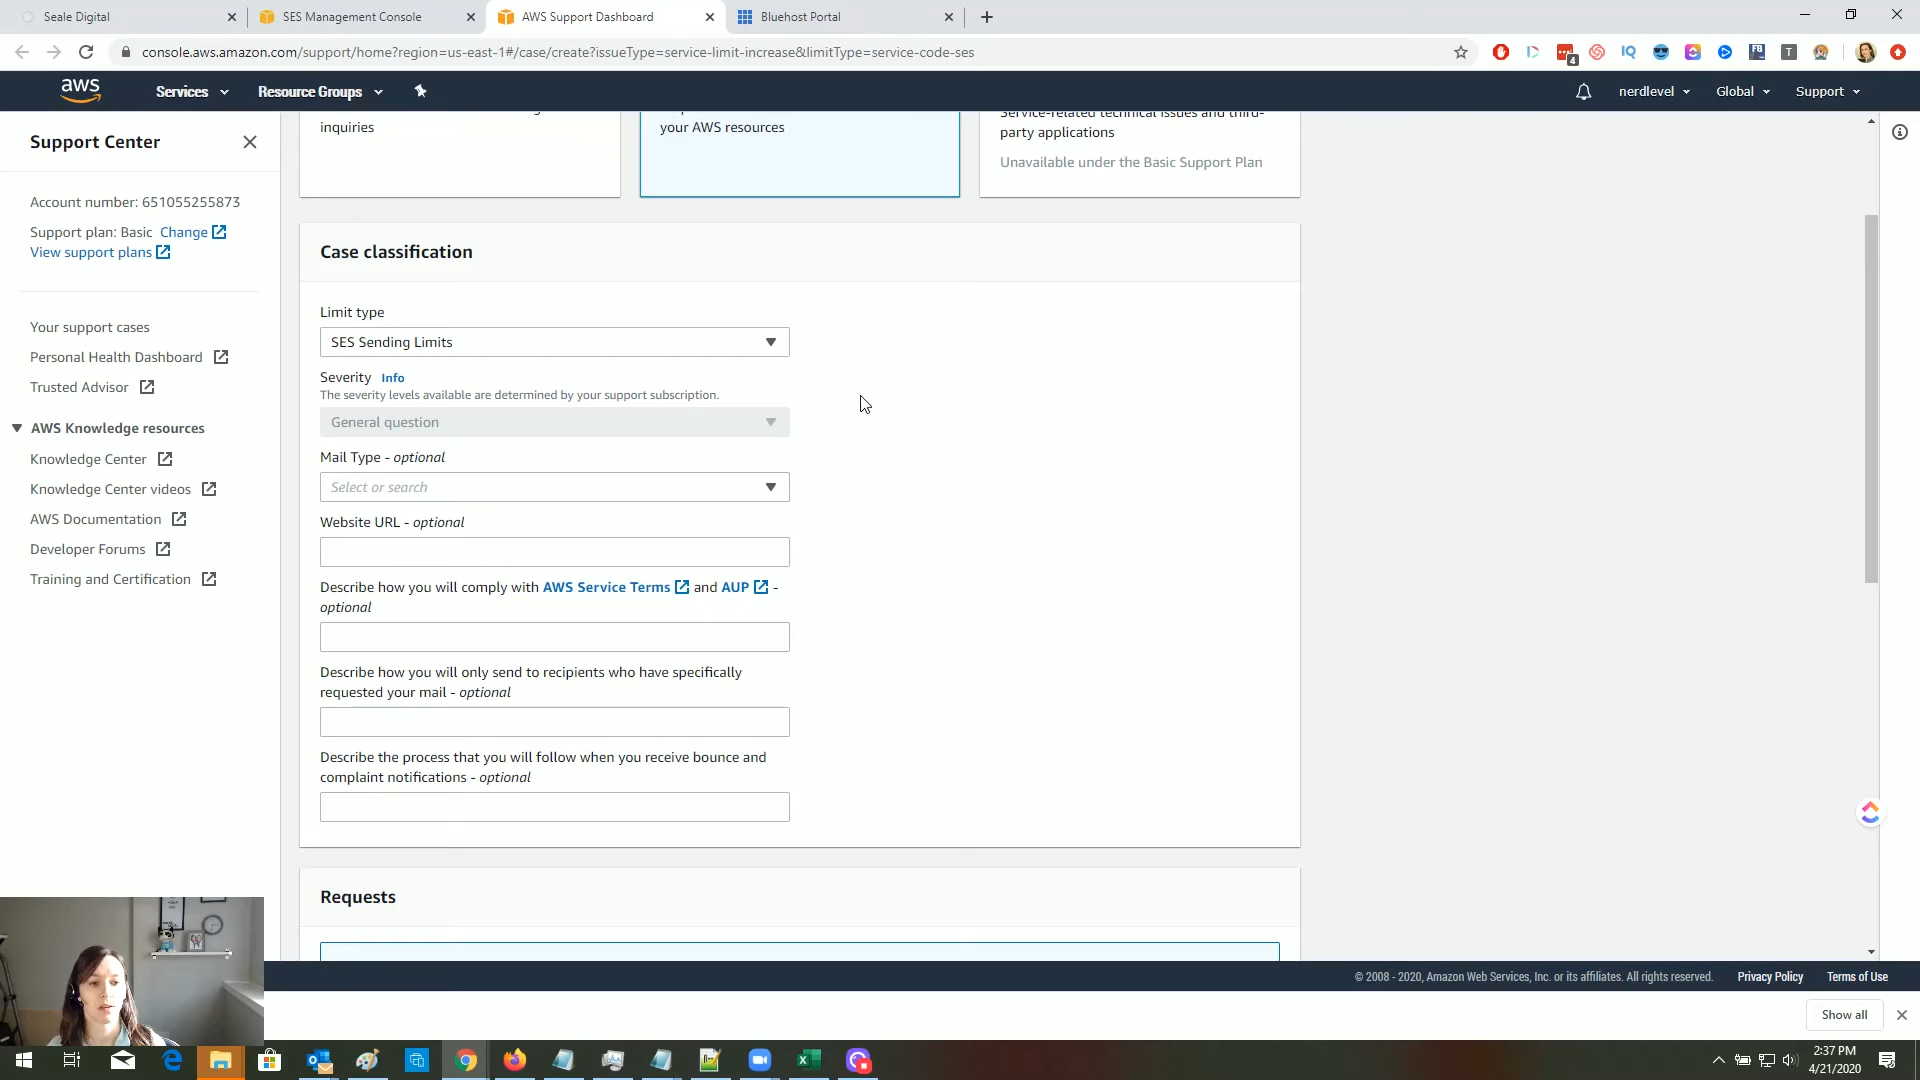 Seale Digital
SES Management Console
AWS Support Dashboard
Bluehost Portal
console.aws.amazon.com/support/home?region=us-east-1#/case/create?issueType=service-limit-increase&limitType=service-code-ses
aws
Services
Resource Groups
nerdlevel
Global
Support
Support Center
Account number: 651055255873
Support plan: Basic Change
View support plans
Your support cases
Personal Health Dashboard
Trusted Advisor
AWS Knowledge resources
Knowledge Center
Knowledge Center videos
AWS Documentation
Developer Forums
Training and Certification
inquiries
your AWS resources
Service-related technical issues and third-
party applications
Unavailable under the Basic Support Plan
Case classification
Limit type
SES Sending Limits
Severity Info
The severity levels available are determined by your support subscription.
General question
Mail Type - optional
Select or search
Website URL - optional
Describe how you will comply with AWS Service Terms and AUP -
optional
Describe how you will only send to recipients who have specifically
requested your mail - optional
Describe the process that you will follow when you receive bounce and
complaint notifications - optional
Requests
© 2008 - 2020, Amazon Web Services, Inc. or its affiliates. All rights reserved.
Privacy Policy
Terms of Use
Show all
2:37 PM
4/21/2020